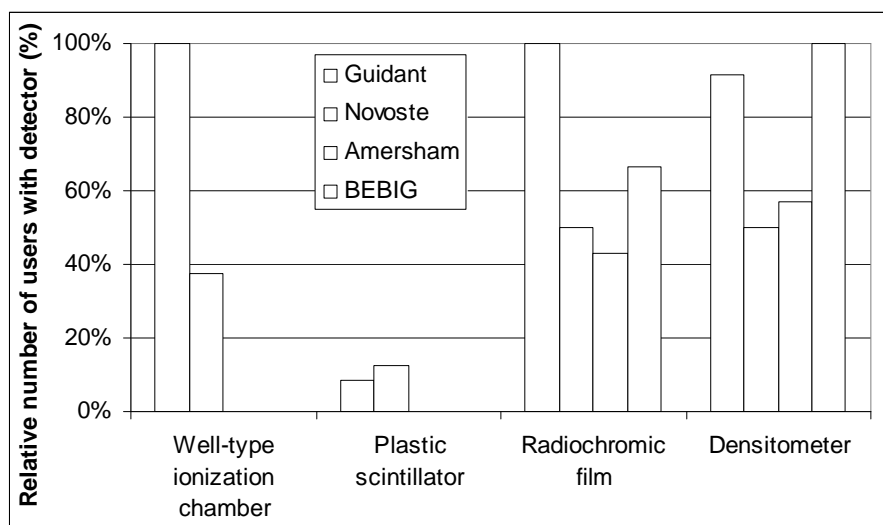 Relative number of users with detector (%)
100%
80%
60%
40%
20%
0%
Guidant
Novoste
Amersham
BEBIG
Well-type
ionization
chamber
Plastic
scintillator
Radiochromic
film
Densitometer